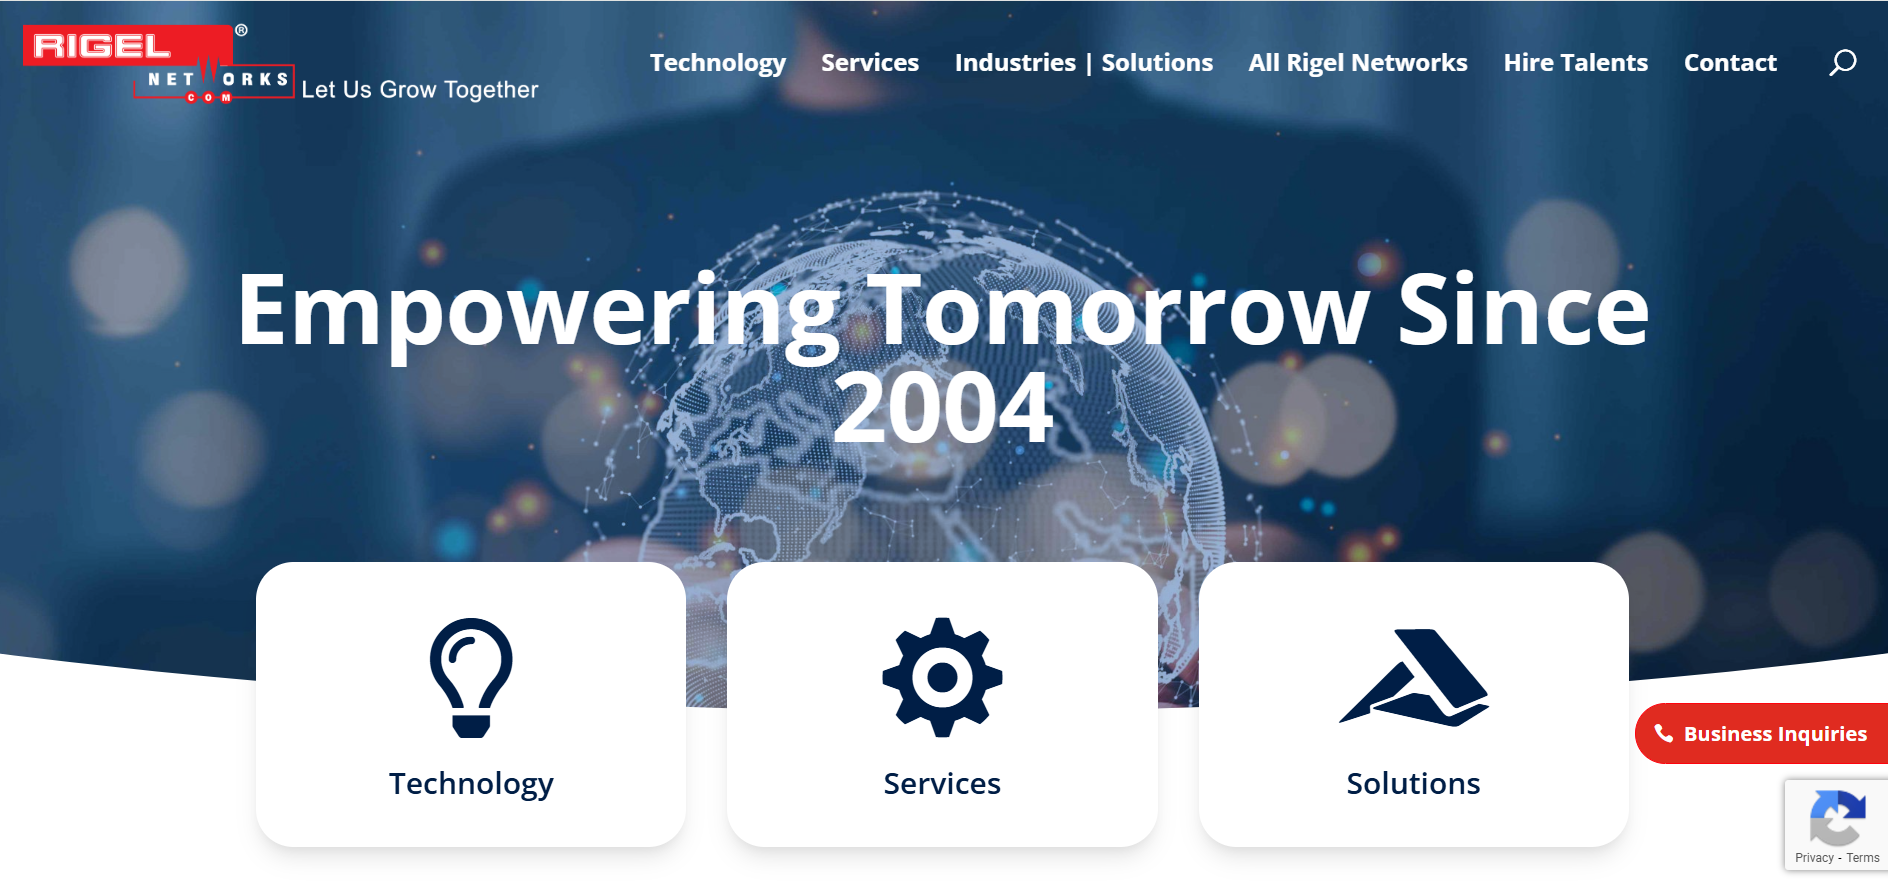 RIGEL ®
NETWORKS
COM
Let Us Grow Together
Technology Services Industries | Solutions All Rigel Networks Hire Talents Contact
Empowering Tomorrow Since
2004
Technology
Services
Solutions
Business Inquiries
Privacy - Terms